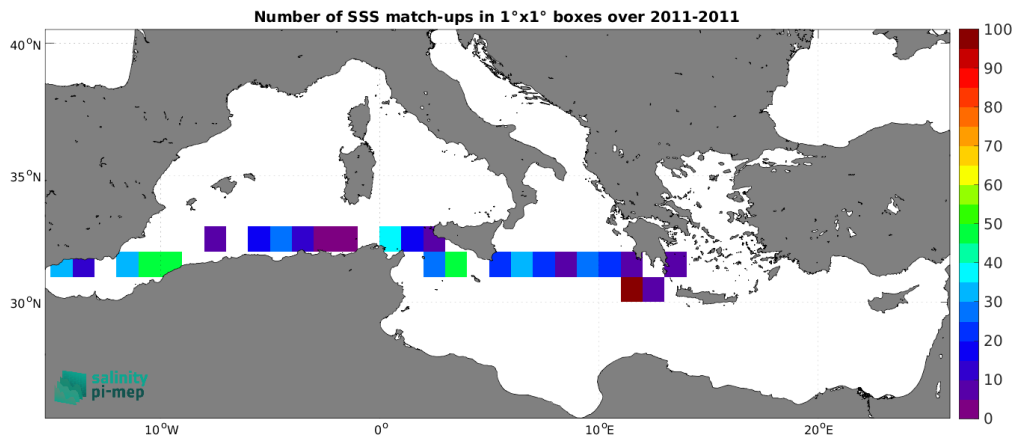 Number of SSS match-ups in 1°x1° boxes over 2011-2011
40°N
35°N
30°N
10°W
0°
10°E
20°E
100
90
80
70
60
50
40
30
20
10
0
salinity
pi-mep